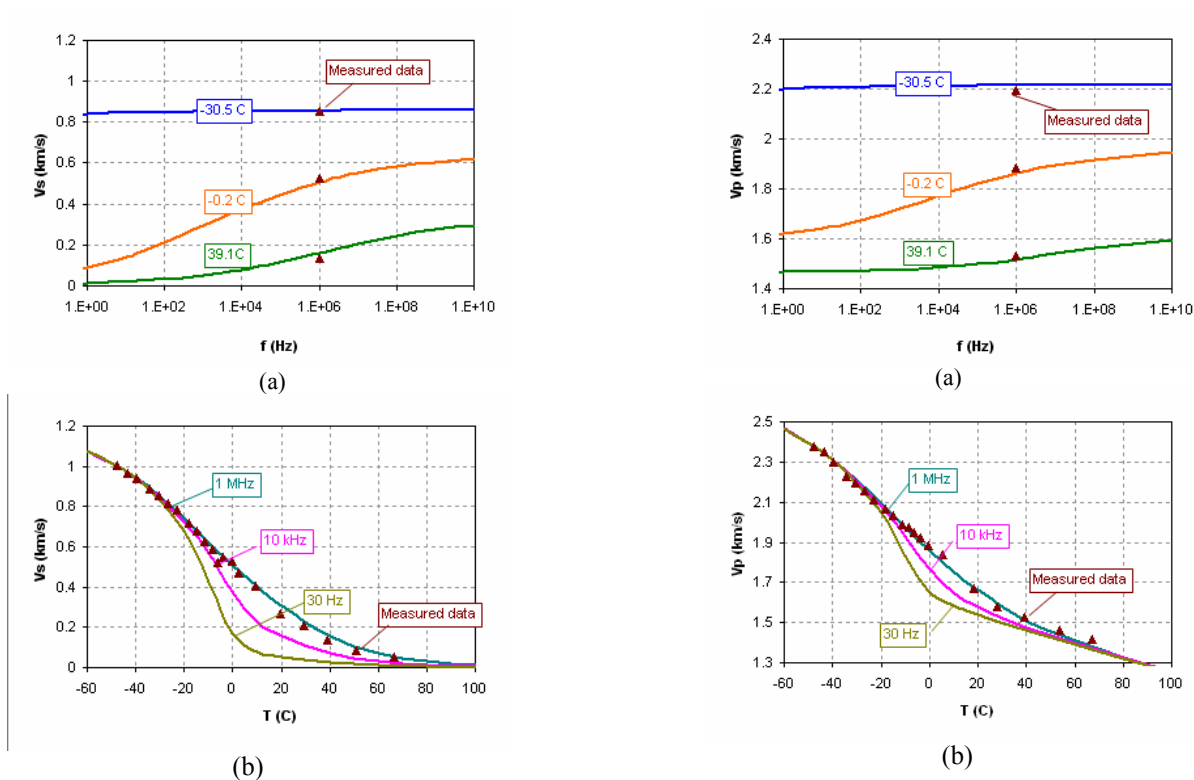 1.2
1
0.8
0.6
0.4
0.2
0
Vs (km/s)
Measured data
-30.5 C
-0.2 C
39.1 C
1.E+00 1.E+02 1.E+04 1.E+06 1.E+08 1.E+10
f (Hz)
(a)
2.4
2.2
2
1.8
1.6
1.4
Vp (km/s)
-30.5 C
Measured data
-0.2 C
39.1 C
1.E+00 1.E+02 1.E+04 1.E+06 1.E+08 1.E+10
f (Hz)
(a)
1.2
1
0.8
0.6
0.4
0.2
0
Vs (km/s)
1 MHz
10 kHz
30 Hz
Measured data
-60 -40 -20 0 20 40 60 80 100
T (C)
(b)
2.5
2.3
2.1
1.9
1.7
1.5
1.3
Vp (km/s)
1 MHz
10 kHz
Measured data
30 Hz
-60 -40 -20 0 20 40 60 80 100
T (C)
(b)